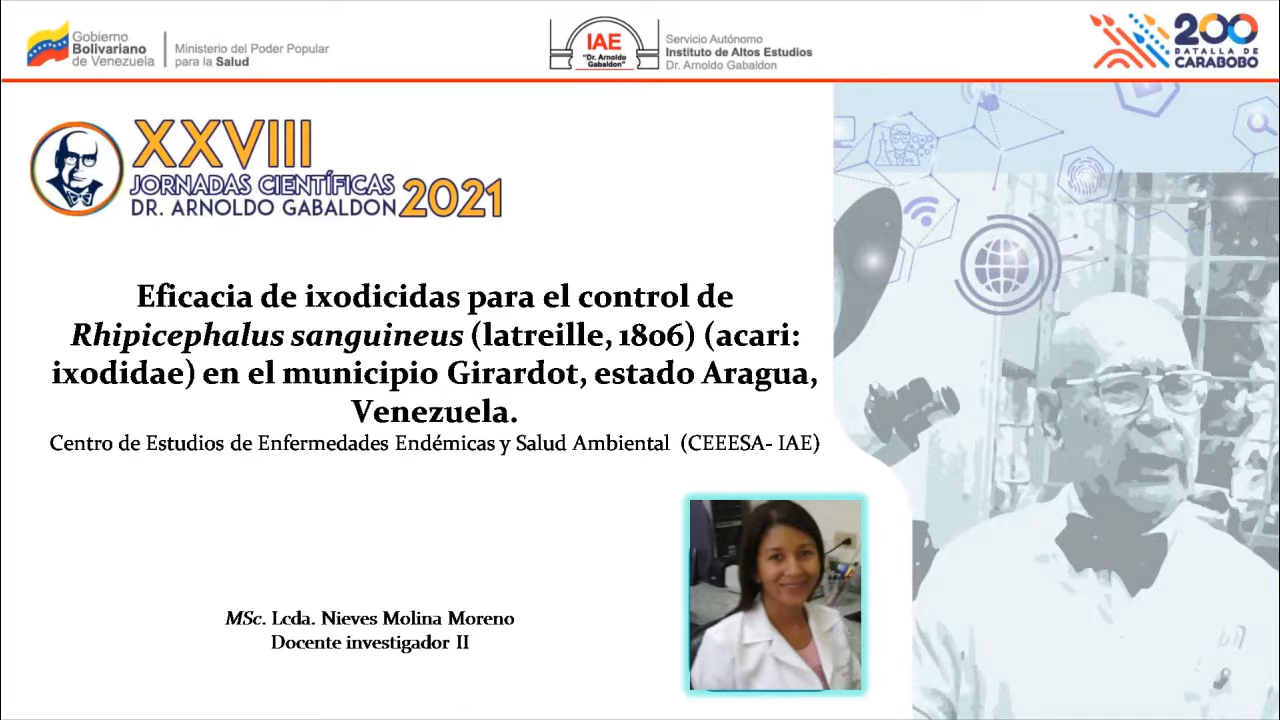 Gobierno
Bolivariano
de Venezuela
Ministerio del Poder Popular
para la Salud
IAE
"Dr. Arnoldo
Gabaldon"
Servicio Autónomo
Instituto de Altos Estudios
Dr. Arnoldo Gabaldon
200
BATALLA DE
CARABOBO
XXVIII
JORNADAS CIENTÍFICAS
DR. ARNOLDO GABALDON 2021
Eficacia de ixodicidas para el control de
Rhipicephalus sanguineus (latreille, 1806) (acari:
ixodidae) en el municipio Girardot, estado Aragua,
Venezuela.
Centro de Estudios de Enfermedades Endémicas y Salud Ambiental (CEEESA- IAE)
MSc. Lcda. Nieves Molina Moreno
Docente investigador II